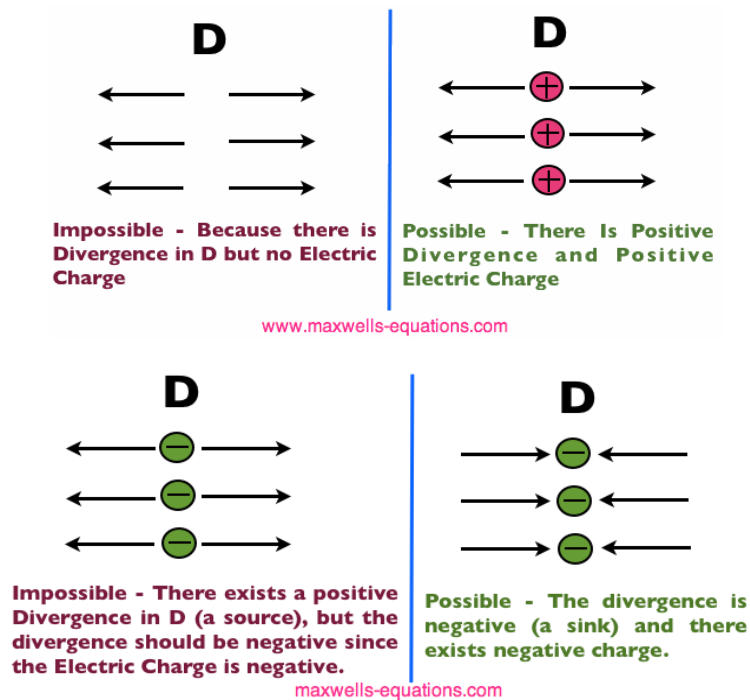 D
Impossible - Because there is
Divergence in D but no Electric
Charge
D
+
+
+
Possible - There Is Positive
Divergence and Positive
Electric Charge
www.maxwells-equations.com
D
−
−
−
Impossible - There exists a positive
Divergence in D (a source), but the
divergence should be negative since
the Electric Charge is negative.
D
−
−
−
Possible - The divergence is
negative (a sink) and there
exists negative charge.
maxwells-equations.com